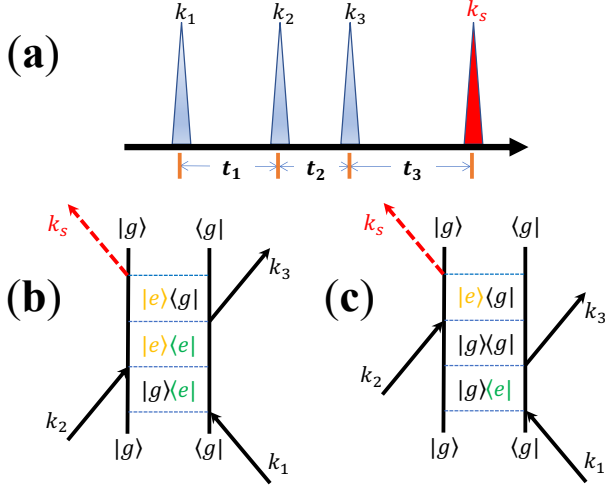 (a)
k₁ k₂ k₃ kₛ
t₁ t₂ t₃
(b)
kₛ |g⟩ ⟨g|
k₃
|e⟩⟨g|
|e⟩⟨e|
|g⟩⟨e|
k₂
|g⟩ ⟨g| k₁
(c)
kₛ |g⟩ ⟨g|
|e⟩⟨g|
k₃
|g⟩⟨g|
k₂ |g⟩⟨e|
|g⟩ ⟨g| k₁